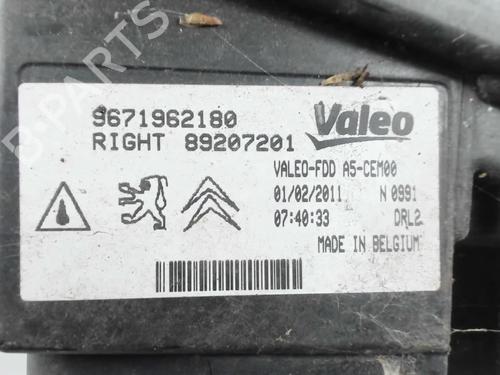 9671962180
Valeo
RIGHT 89207201
VALEO-FDD A5-CEM00
01/02/2011 N 0991
07:40:33 DRL2
MADE IN BELGIUM
B-PARTS